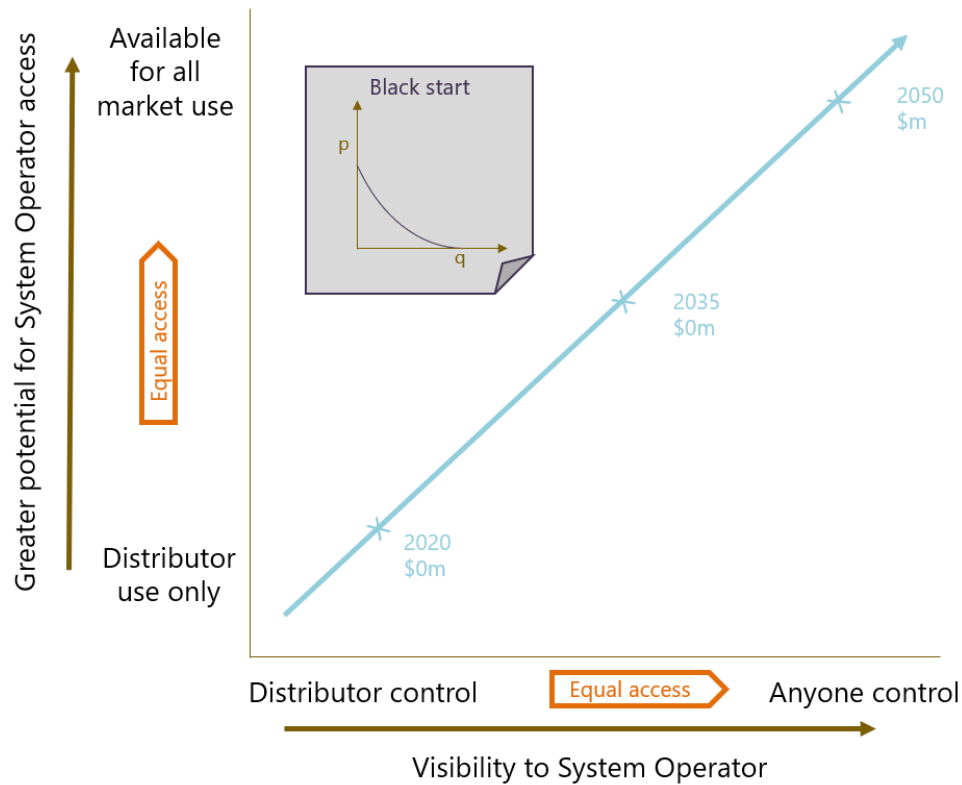 Greater potential for System Operator access
Available
for all
market use
Equal access
Distributor
use only
Black start
p
q
2050
$m
2035
$0m
2020
$0m
Distributor control
Equal access
Anyone control
Visibility to System Operator